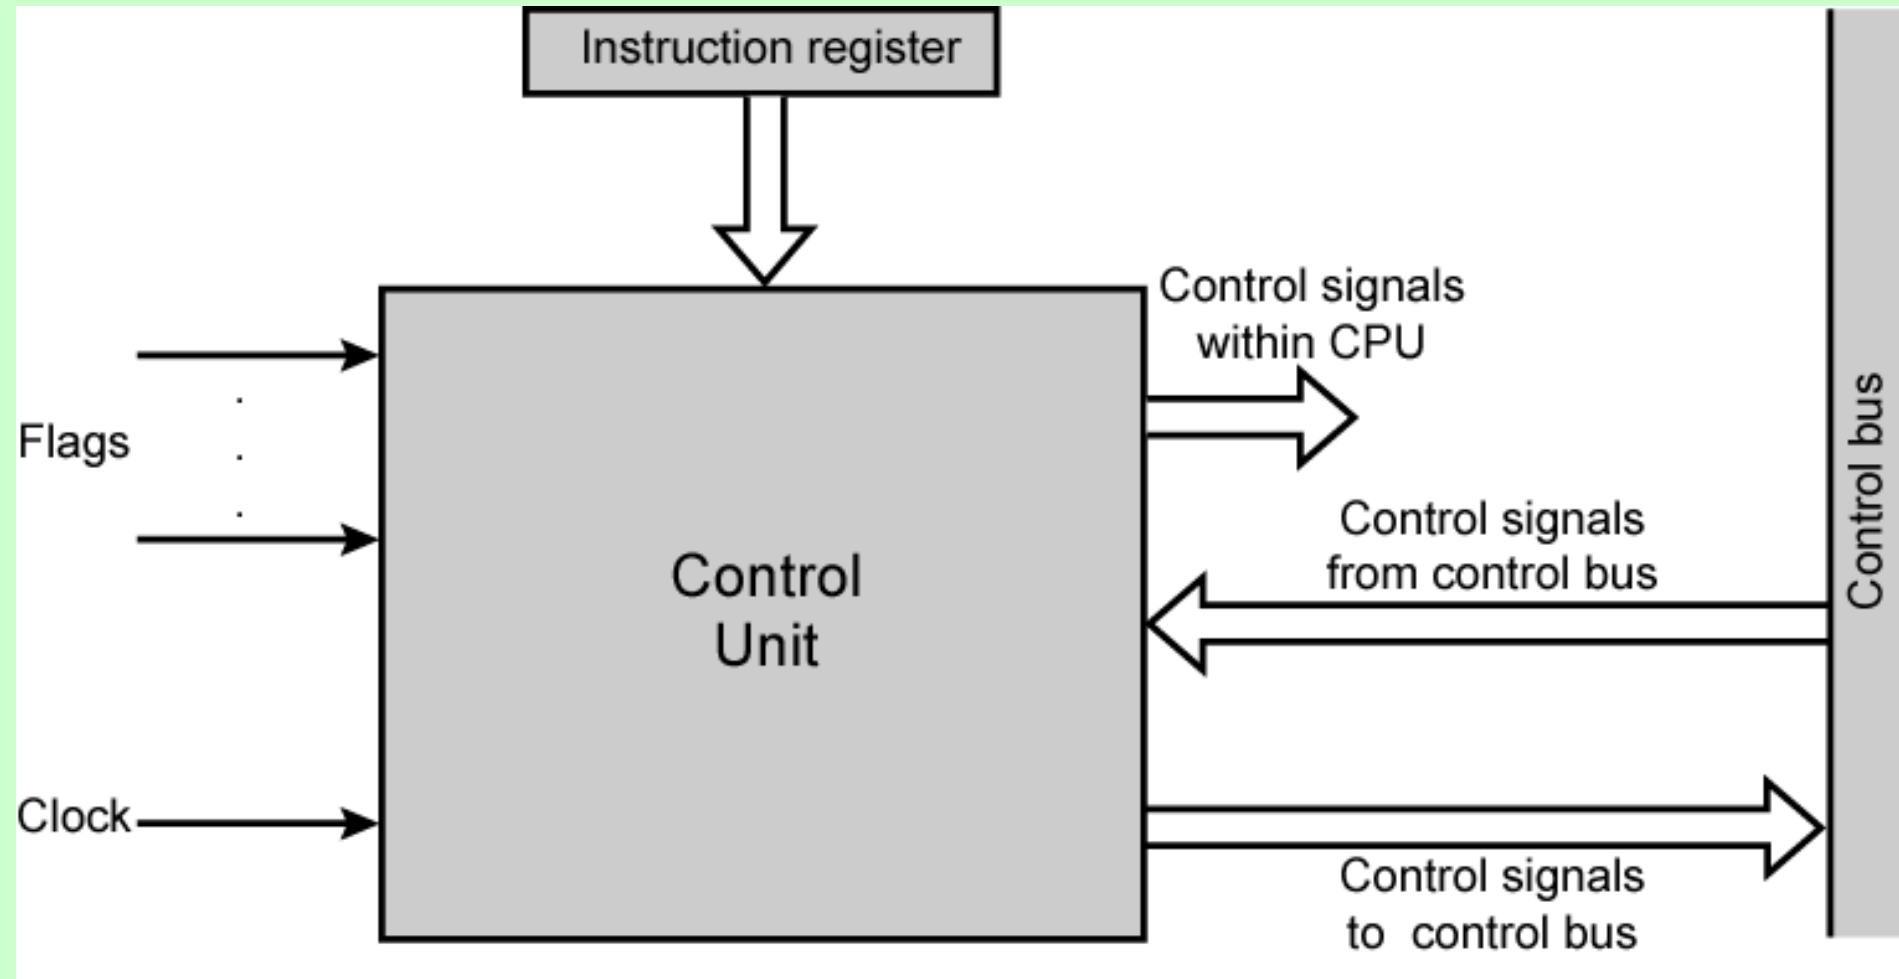 Instruction register
Control signals
within CPU
Flags
Control signals
from control bus
Control bus
Control
Unit
Clock
Control signals
to control bus